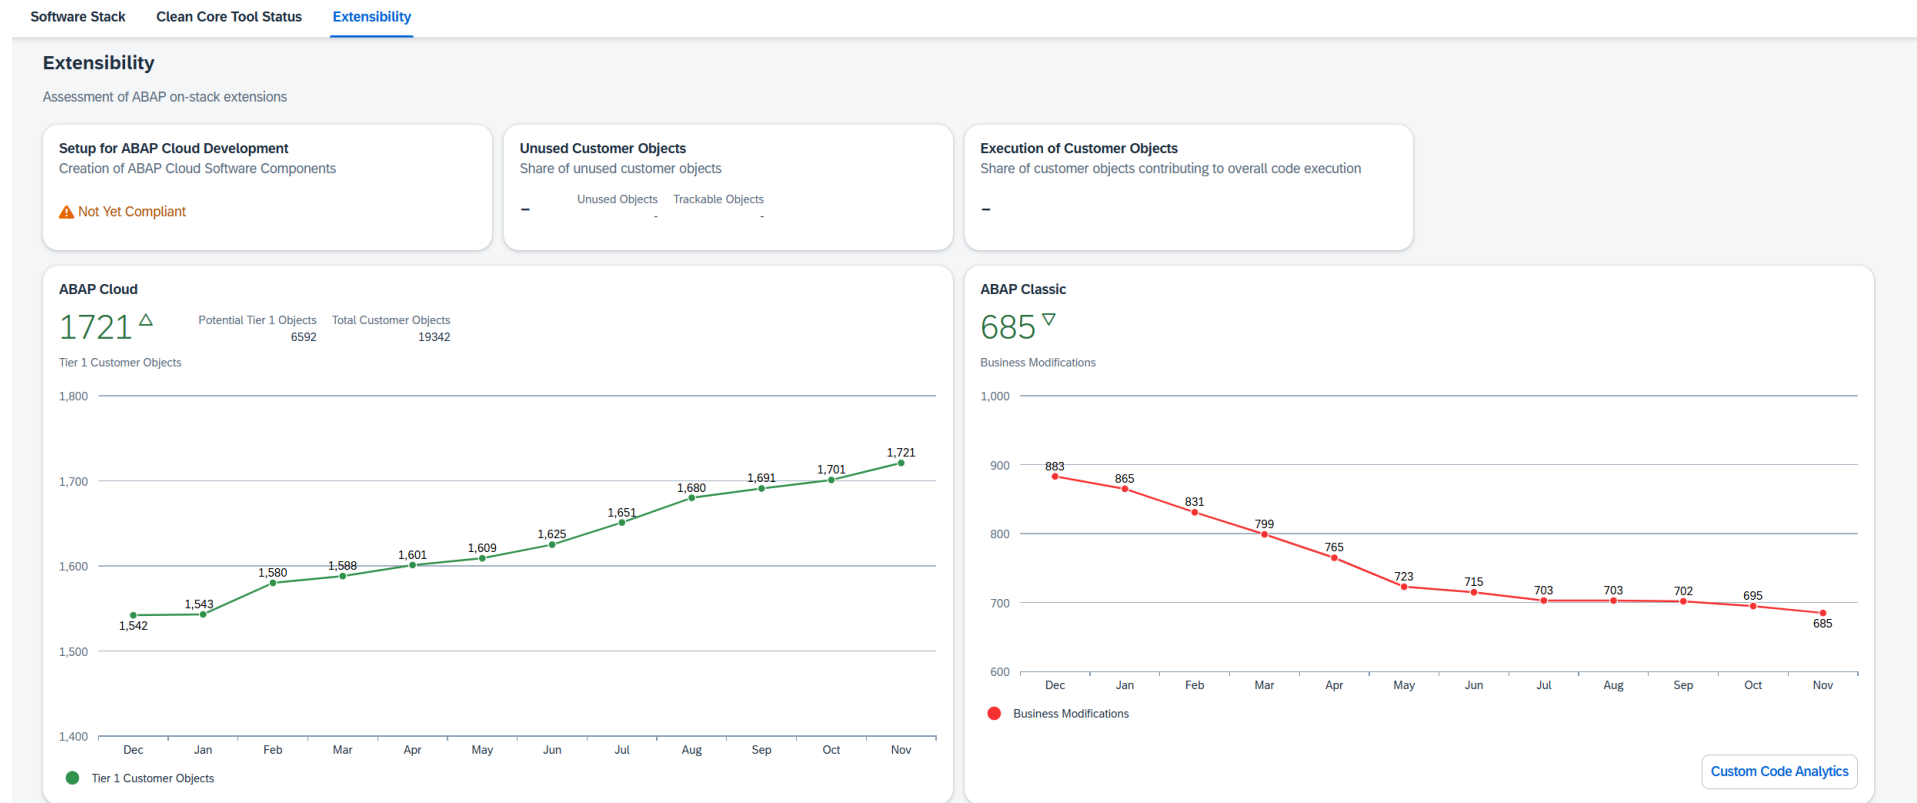 Software Stack Clean Core Tool Status Extensibility
Extensibility
Assessment of ABAP on-stack extensions
Setup for ABAP Cloud Development
Creation of ABAP Cloud Software Components
Not Yet Compliant
Unused Customer Objects
Share of unused customer objects
– Unused Objects Trackable Objects
- -
Execution of Customer Objects
Share of customer objects contributing to overall code execution
–
ABAP Cloud
1721 Potential Tier 1 Objects Total Customer Objects
6592 19342
Tier 1 Customer Objects
1,800
1,700
1,600
1,500
1,400
1,542 1,543 1,580 1,588 1,601 1,609 1,625 1,651 1,680 1,691 1,701 1,721
Dec Jan Feb Mar Apr May Jun Jul Aug Sep Oct Nov
Tier 1 Customer Objects
ABAP Classic
685
Business Modifications
1,000
900
800
700
600
883 865 831 799 765 723 715 703 703 702 695 685
Dec Jan Feb Mar Apr May Jun Jul Aug Sep Oct Nov
Business Modifications
Custom Code Analytics